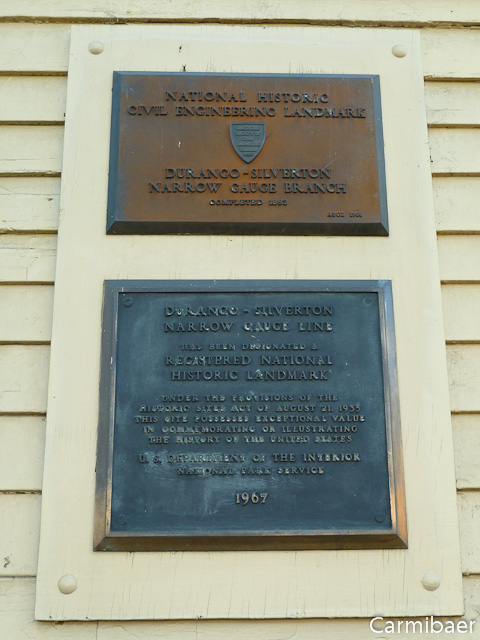 NATIONAL HISTORIC
CIVIL ENGINEERING LANDMARK
DURANGO-SILVERTON
NARROW GAUGE BRANCH
COMPLETED 1882
ASCE
DURANGO - SILVERTON
NARROW GAUGE LINE
HAS BEEN DESIGNATED A
REGISTERED NATIONAL
HISTORIC LANDMARK
UNDER THE PROVISIONS OF THE
HISTORIC SITES ACT OF AUGUST 21, 1935
THIS SITE POSSESSES EXCEPTIONAL VALUE
IN COMMEMORATING OR ILLUSTRATING
THE HISTORY OF THE UNITED STATES
U. S. DEPARTMENT OF THE INTERIOR
NATIONAL PARK SERVICE
1967
Carmibaer